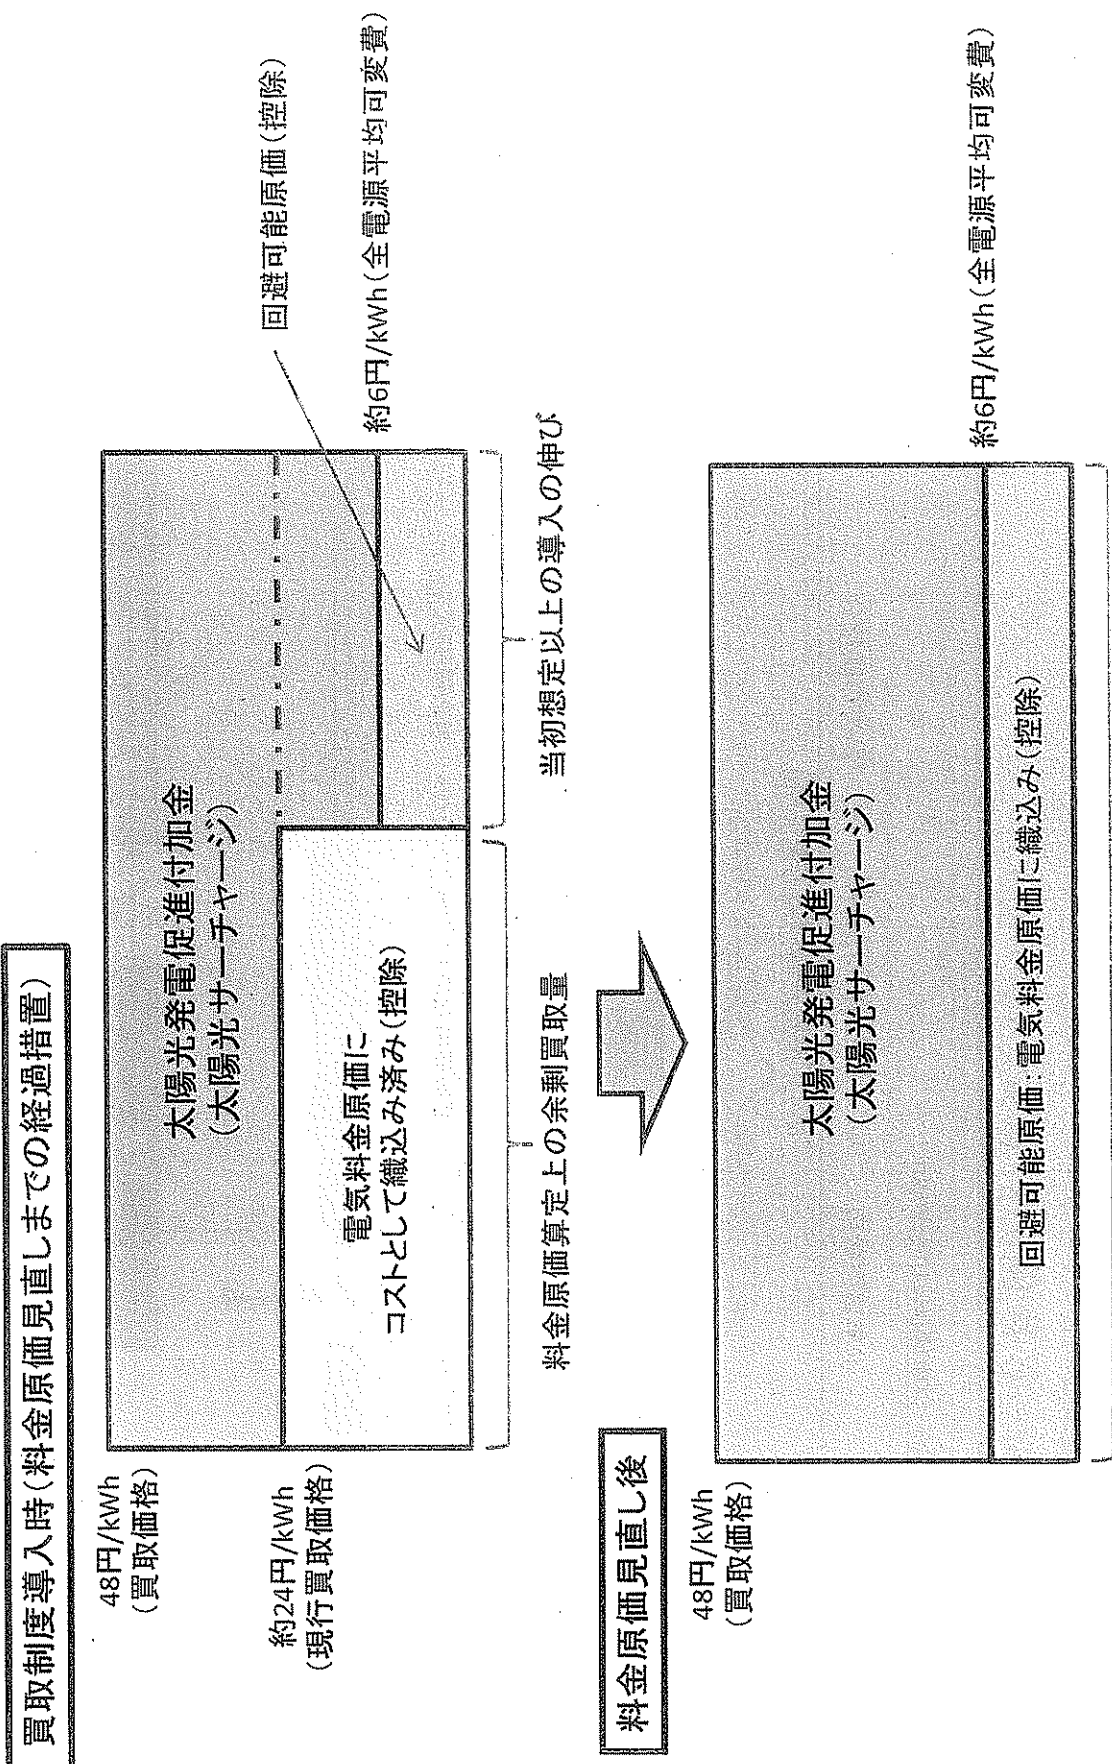 買取制度導入時(料金原価見直しまでの経過措置)
48円/kWh
(買取価格)
約24円/kWh
(現行買取価格)
太陽光発電促進付加金
(太陽光サーチャージ)
電気料金原価に
コストとして織込み済み(控除)
回避可能原価(控除)
約6円/kWh(全電源平均可変費)
料金原価算定上の余剰買取量
当初想定以上の導入の伸び
料金原価見直し後
48円/kWh
(買取価格)
太陽光発電促進付加金
(太陽光サーチャージ)
回避可能原価:電気料金原価に織込み(控除)
約6円/kWh(全電源平均可変費)